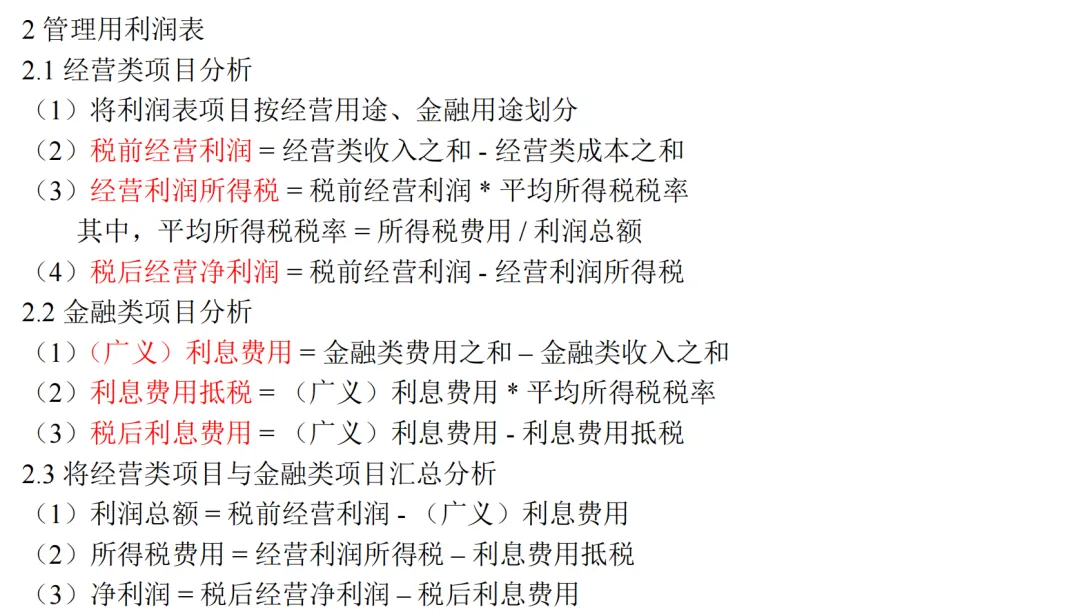 2 管理用利润表
2.1 经营类项目分析
（1）将利润表项目按经营用途、金融用途划分
（2）税前经营利润 = 经营类收入之和 - 经营类成本之和
（3）经营利润所得税 = 税前经营利润 * 平均所得税税率
其中，平均所得税税率 = 所得税费用 / 利润总额
（4）税后经营净利润 = 税前经营利润 - 经营利润所得税
2.2 金融类项目分析
（1）（广义）利息费用 = 金融类费用之和 – 金融类收入之和
（2）利息费用抵税 = （广义）利息费用 * 平均所得税税率
（3）税后利息费用 = （广义）利息费用 - 利息费用抵税
2.3 将经营类项目与金融类项目汇总分析
（1）利润总额 = 税前经营利润 - （广义）利息费用
（2）所得税费用 = 经营利润所得税 – 利息费用抵税
（3）净利润 = 税后经营净利润 – 税后利息费用